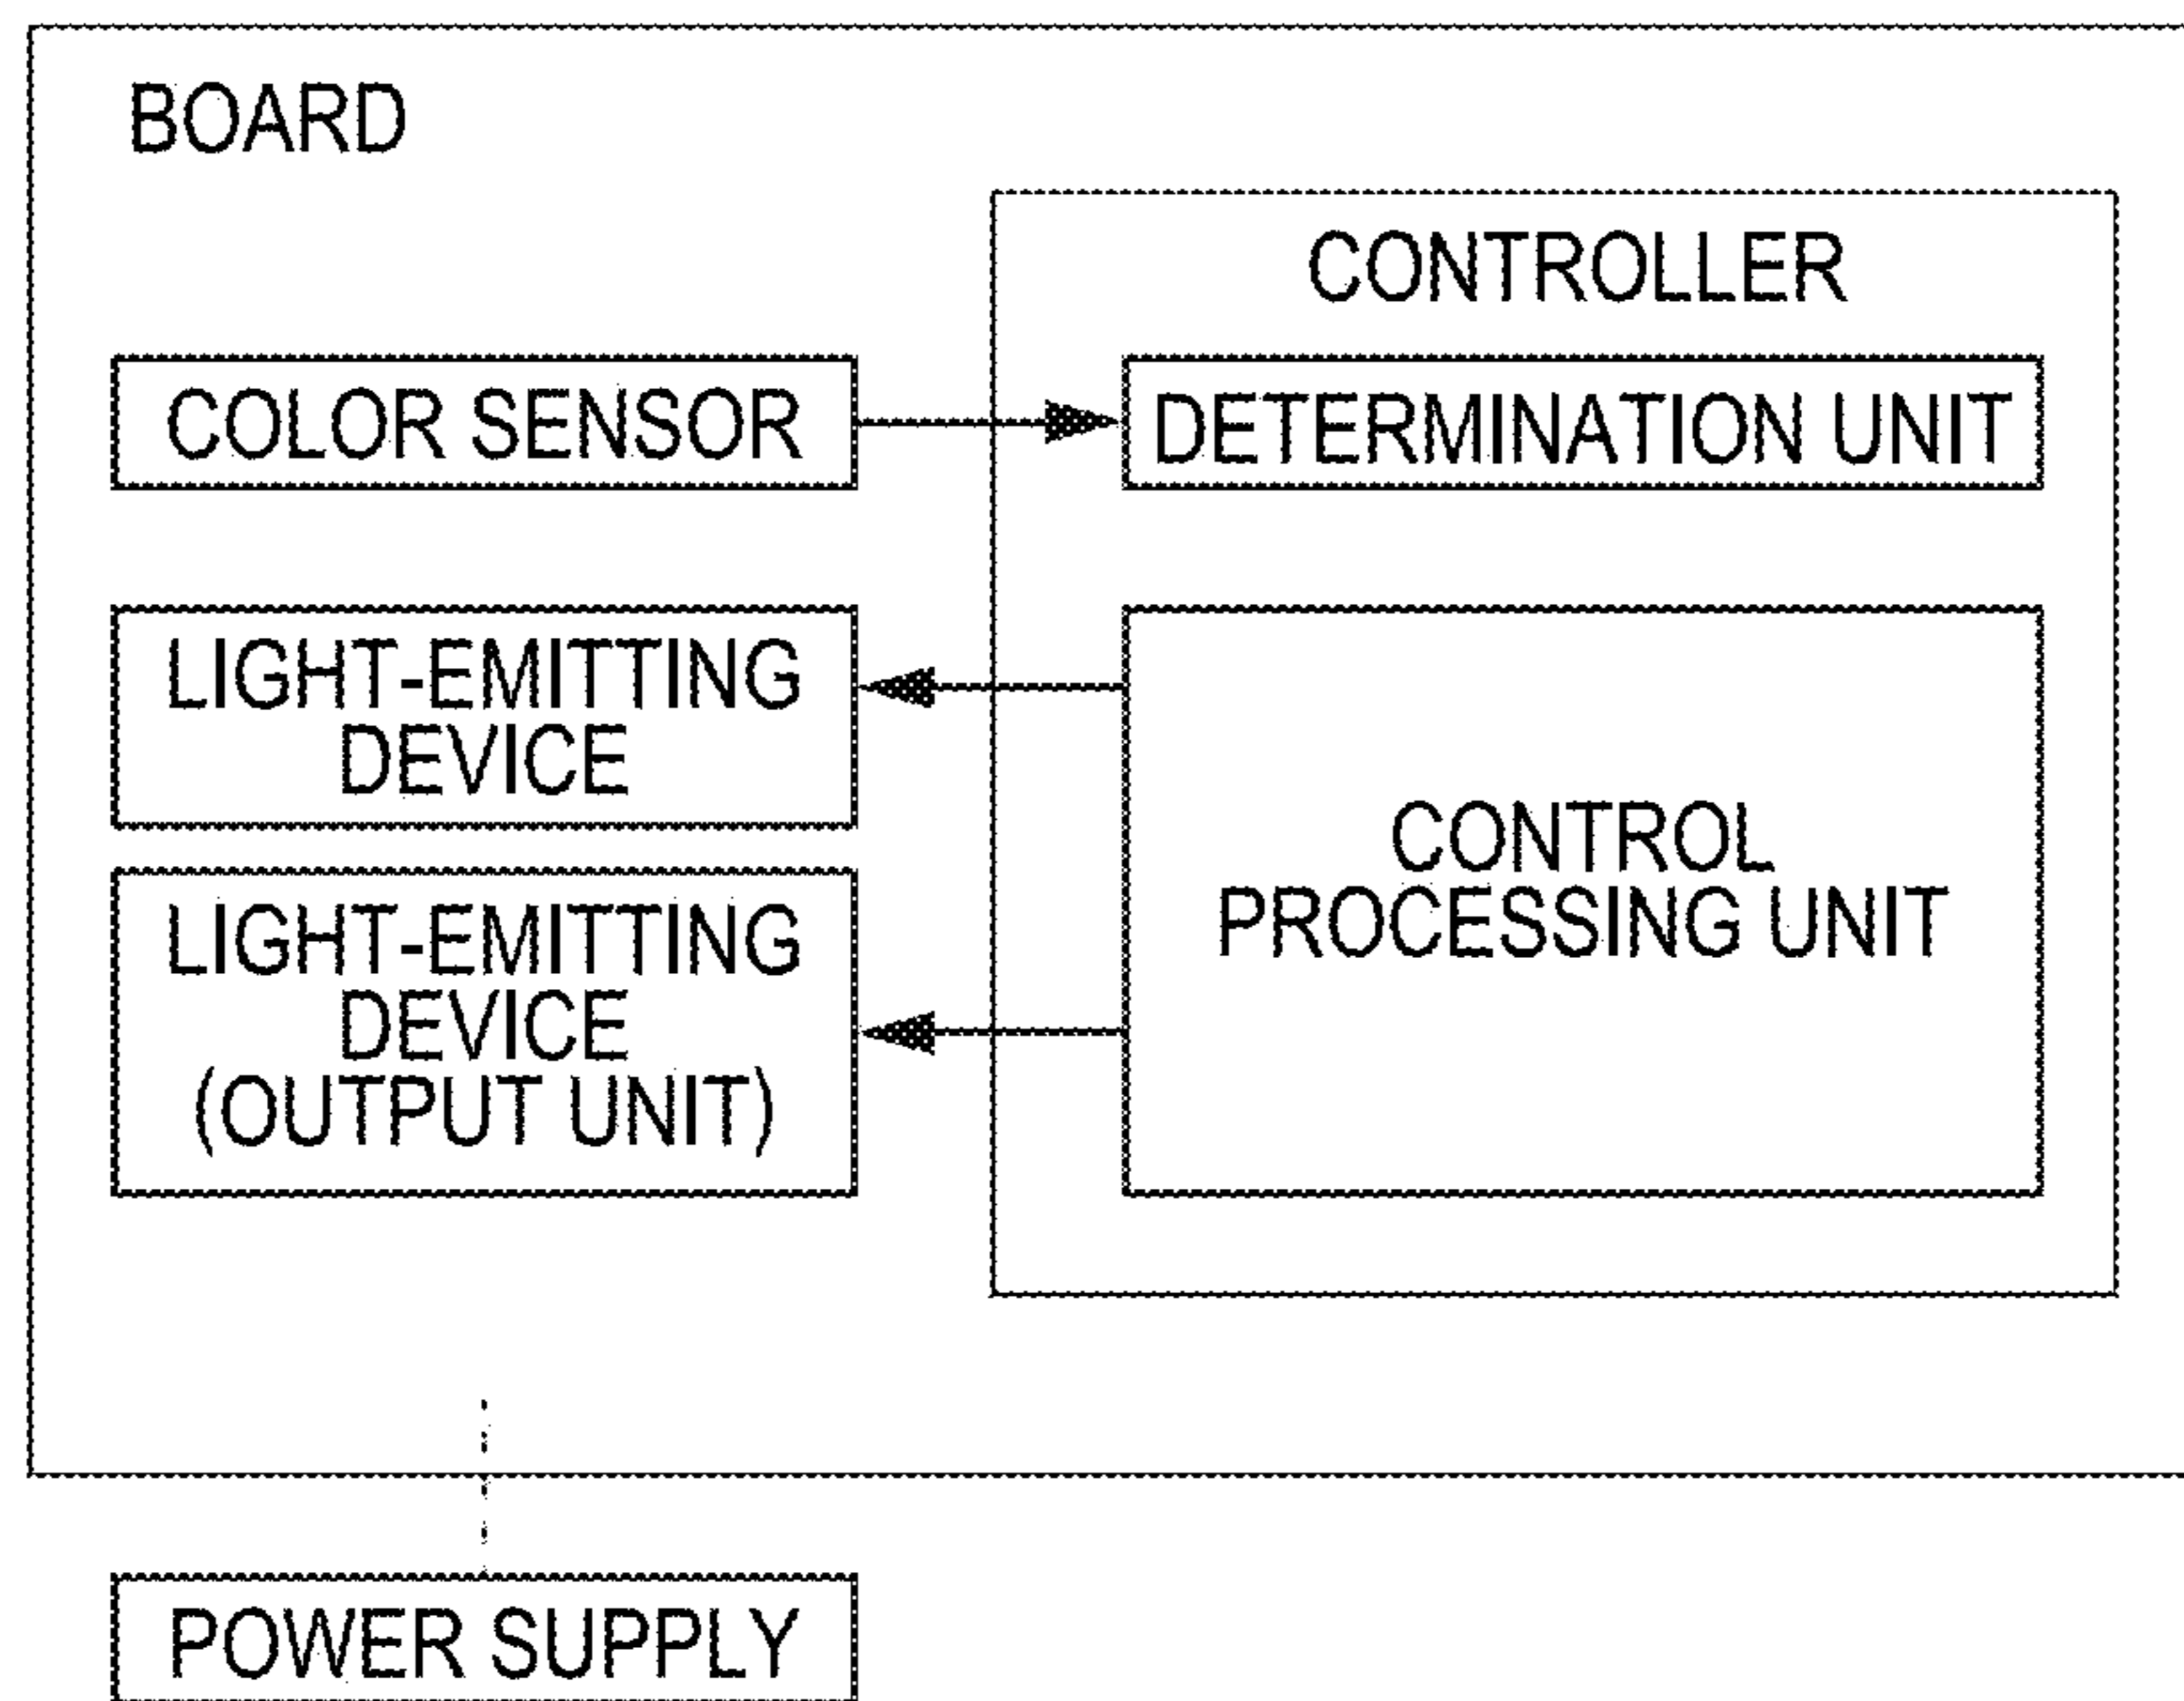 BOARD
CONTROLLER
COLOR SENSOR
DETERMINATION UNIT
LIGHT-EMITTING
DEVICE
CONTROL
PROCESSING UNIT
LIGHT-EMITTING
DEVICE
(OUTPUT UNIT)
POWER SUPPLY